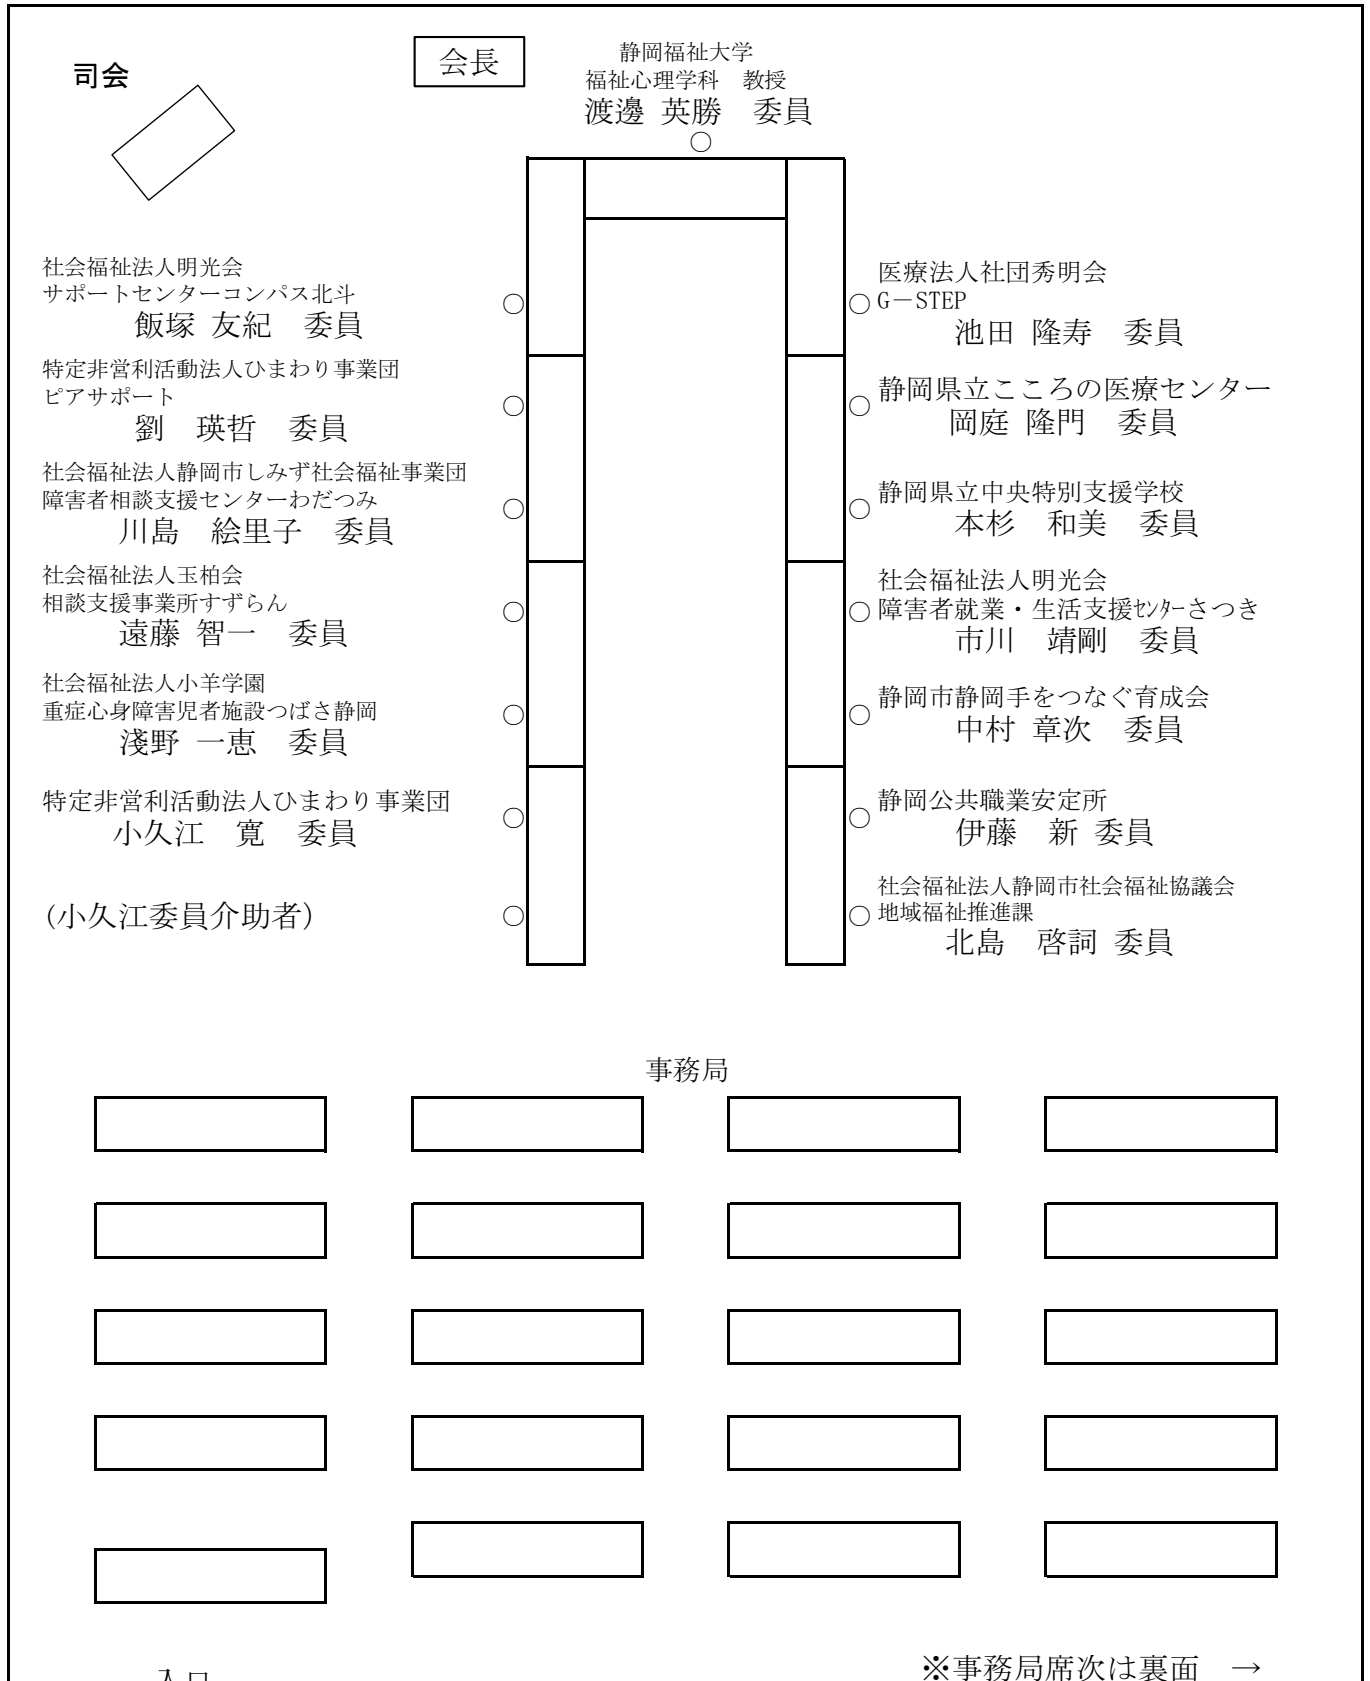 司会
会長
静岡福祉大学
福祉心理学科　教授
渡邊 英勝　委員
○
社会福祉法人明光会
サポートセンターコンパス北斗
飯塚 友紀　委員
○
特定非営利活動法人ひまわり事業団
ピアサポート
劉　瑛哲　委員
○
社会福祉法人静岡市しみず社会福祉事業団
障害者相談支援センターわだつみ
川島　絵里子　委員
○
社会福祉法人玉柏会
相談支援事業所すずらん
遠藤 智一　委員
○
社会福祉法人小羊学園
重症心身障害児者施設つばさ静岡
淺野 一恵　委員
○
特定非営利活動法人ひまわり事業団
小久江　寛　委員
○
(小久江委員介助者)
○
医療法人社団秀明会
○G－STEP
池田 隆寿　委員
静岡県立こころの医療センター
○
岡庭 隆門　委員
静岡県立中央特別支援学校
○
本杉　和美　委員
社会福祉法人明光会
○障害者就業・生活支援ｾﾝﾀｰさつき
市川　靖剛　委員
静岡市静岡手をつなぐ育成会
○
中村 章次　委員
静岡公共職業安定所
○
伊藤　新 委員
社会福祉法人静岡市社会福祉協議会
○地域福祉推進課
北島　啓詞 委員
事務局
※事務局席次は裏面　→
入口